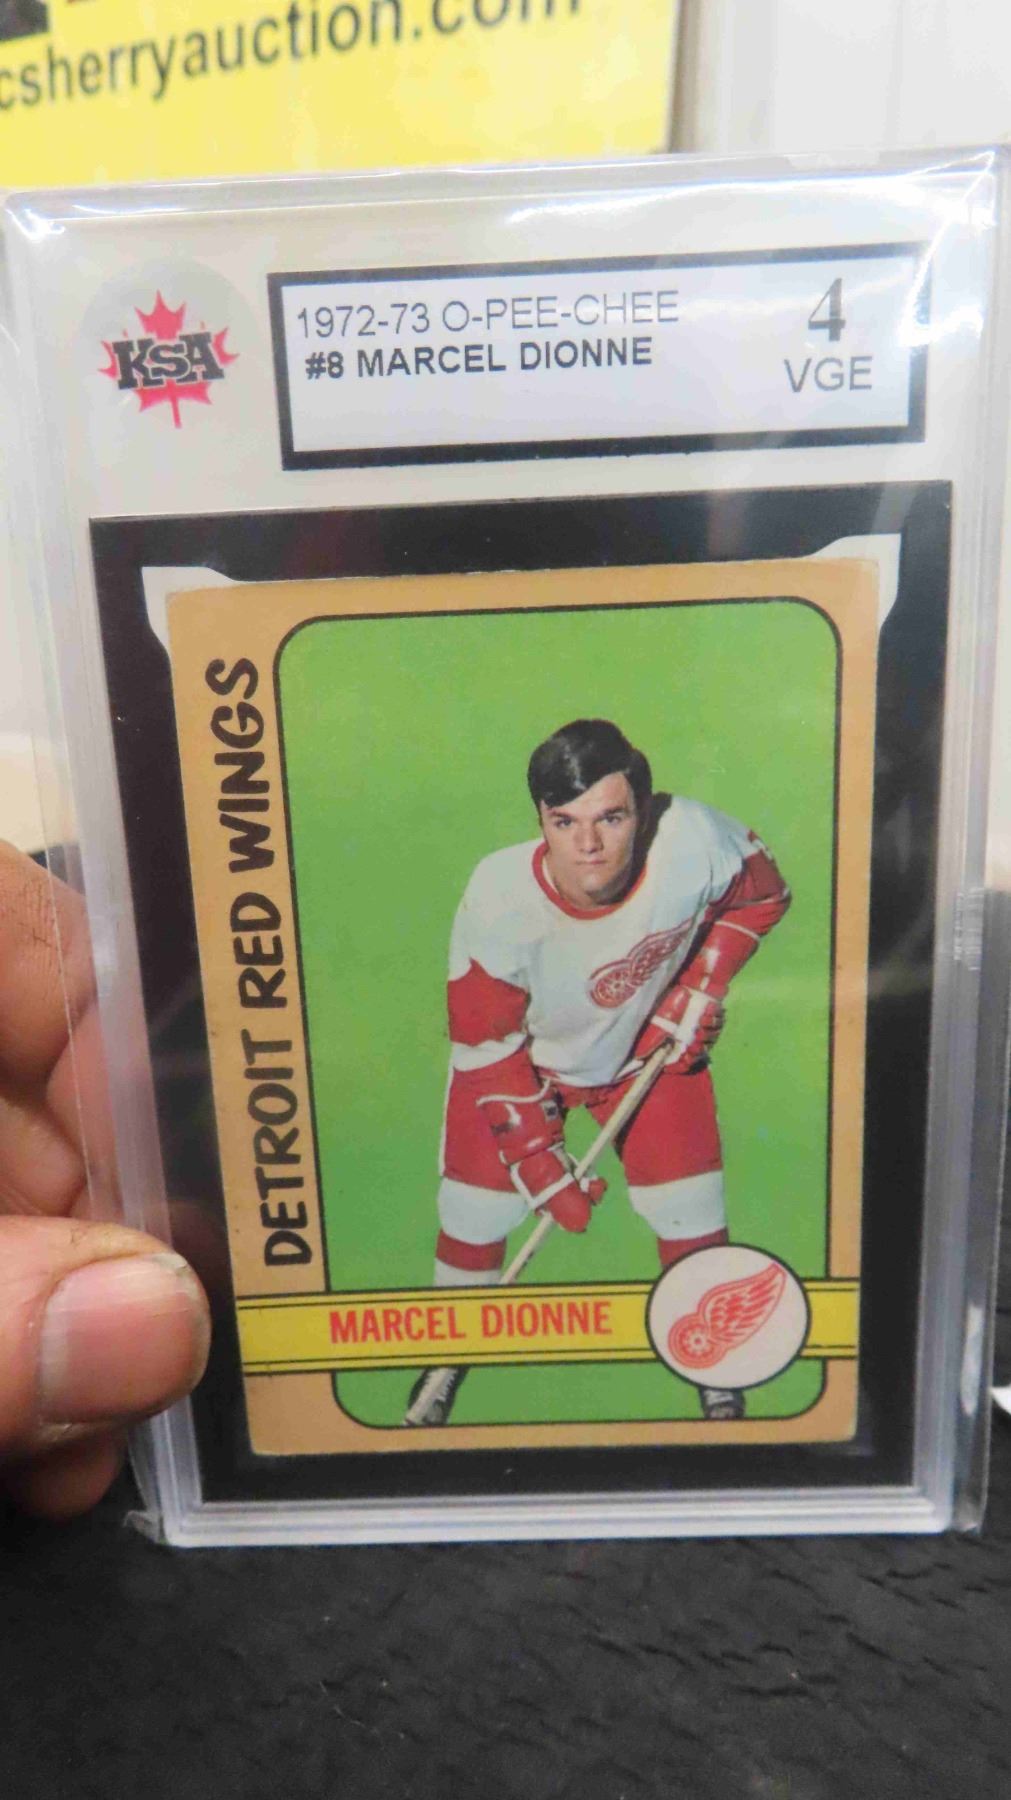 csherryauction.com
KSA
1972-73 O-PEE-CHEE
#8 MARCEL DIONNE
4
VGE
DETROIT RED WINGS
MARCEL DIONNE